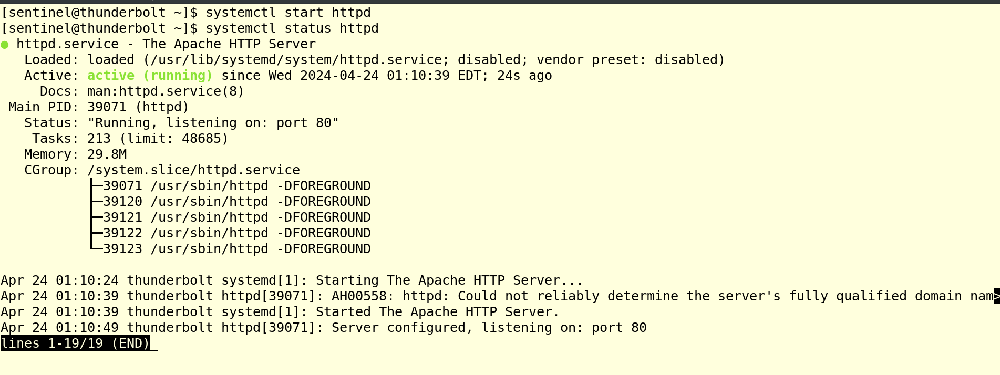 [sentinel@thunderbolt ~]$ systemctl start httpd
[sentinel@thunderbolt ~]$ systemctl status httpd
● httpd.service - The Apache HTTP Server
   Loaded: loaded (/usr/lib/systemd/system/httpd.service; disabled; vendor preset: disabled)
   Active: active (running) since Wed 2024-04-24 01:10:39 EDT; 24s ago
     Docs: man:httpd.service(8)
 Main PID: 39071 (httpd)
   Status: "Running, listening on: port 80"
    Tasks: 213 (limit: 48685)
   Memory: 29.8M
   CGroup: /system.slice/httpd.service
           ├─39071 /usr/sbin/httpd -DFOREGROUND
           ├─39120 /usr/sbin/httpd -DFOREGROUND
           ├─39121 /usr/sbin/httpd -DFOREGROUND
           ├─39122 /usr/sbin/httpd -DFOREGROUND
           └─39123 /usr/sbin/httpd -DFOREGROUND

Apr 24 01:10:24 thunderbolt systemd[1]: Starting The Apache HTTP Server...
Apr 24 01:10:39 thunderbolt httpd[39071]: AH00558: httpd: Could not reliably determine the server's fully qualified domain nam>
Apr 24 01:10:39 thunderbolt systemd[1]: Started The Apache HTTP Server.
Apr 24 01:10:49 thunderbolt httpd[39071]: Server configured, listening on: port 80
lines 1-19/19 (END)